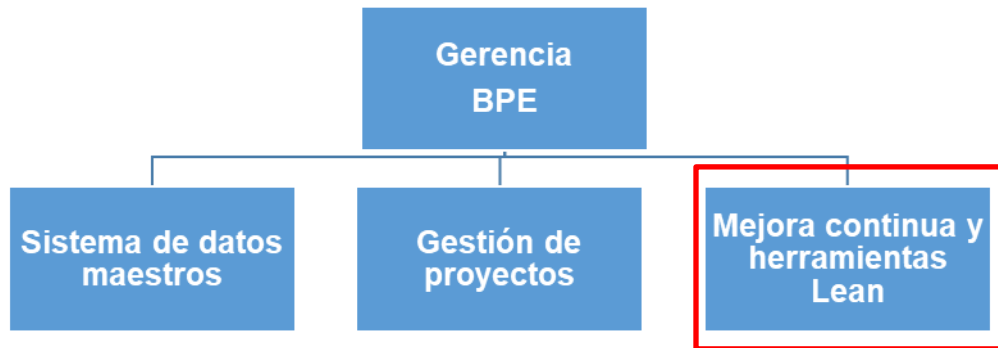 Gerencia
BPE
Sistema de datos
maestros
Gestión de
proyectos
Mejora continua y
herramientas
Lean